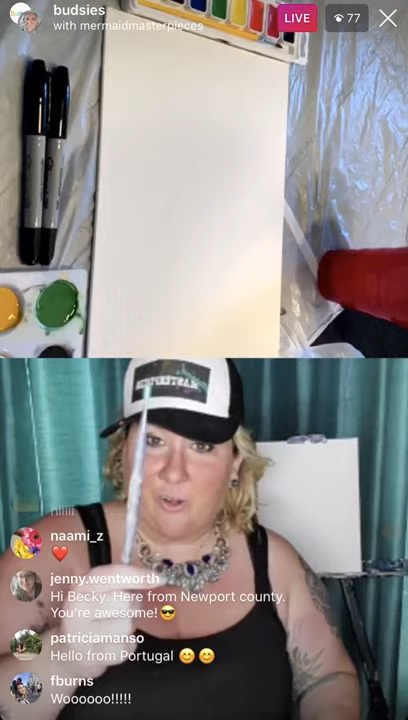 budsies
with mermaidmasterpieces
LIVE
77
naami_z
❤️
jenny.wentworth
Hi Becky. Here from Newport county.
You're awesome! 😎
patriciamanso
Hello from Portugal 😊 😊
fburns
Woooooo!!!!!